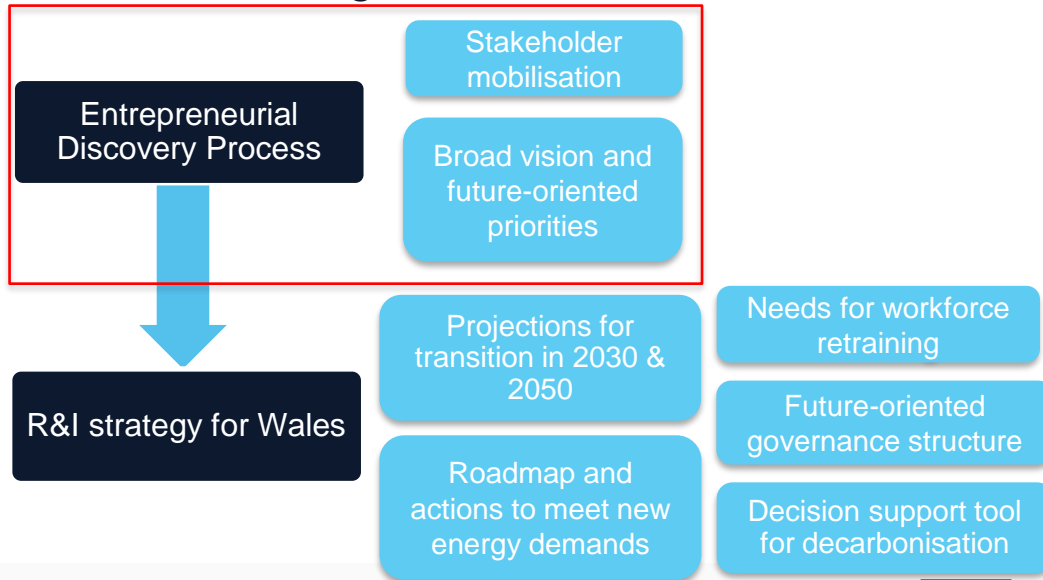 Stakeholder
mobilisation
Entrepreneurial
Discovery Process
Broad vision and
future-oriented
priorities
Projections for
transition in 2030 &
2050
Needs for workforce
retraining
R&I strategy for Wales
Future-oriented
governance structure
Roadmap and
actions to meet new
energy demands
Decision support tool
for decarbonisation